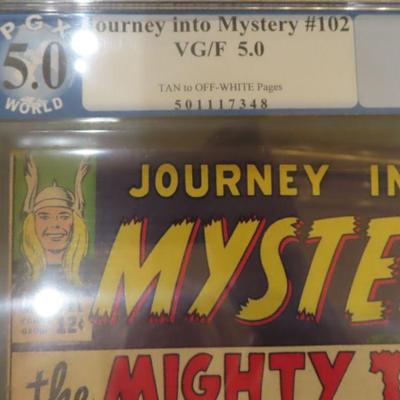 PGX
5.0
WORLD
Journey into Mystery #102
VG/F 5.0
TAN to OFF-WHITE Pages
501117348
JOURNEY IN
MYSTE
12¢
the MIGHTY T